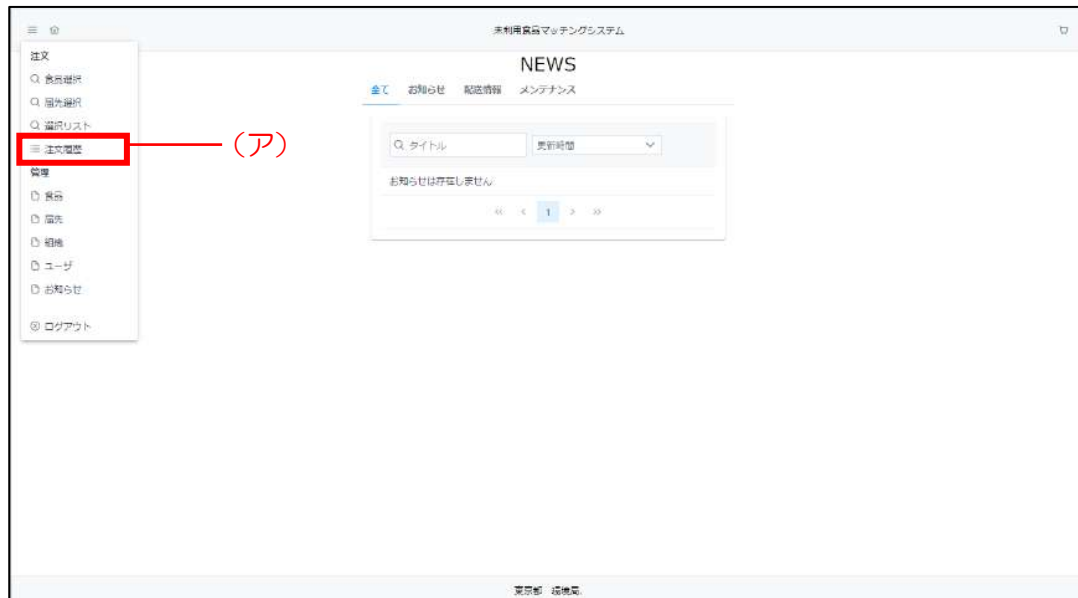 未利用食品マッチングシステム
注文
食品選択
届先選択
選択リスト
注文履歴
(ア)
管理
食品
届先
組織
ユーザ
お知らせ
ログアウト
NEWS
全て お知らせ 配送情報 メンテナンス
タイトル 更新時間
お知らせは存在しません
« < 1 > »
東京都 環境局.